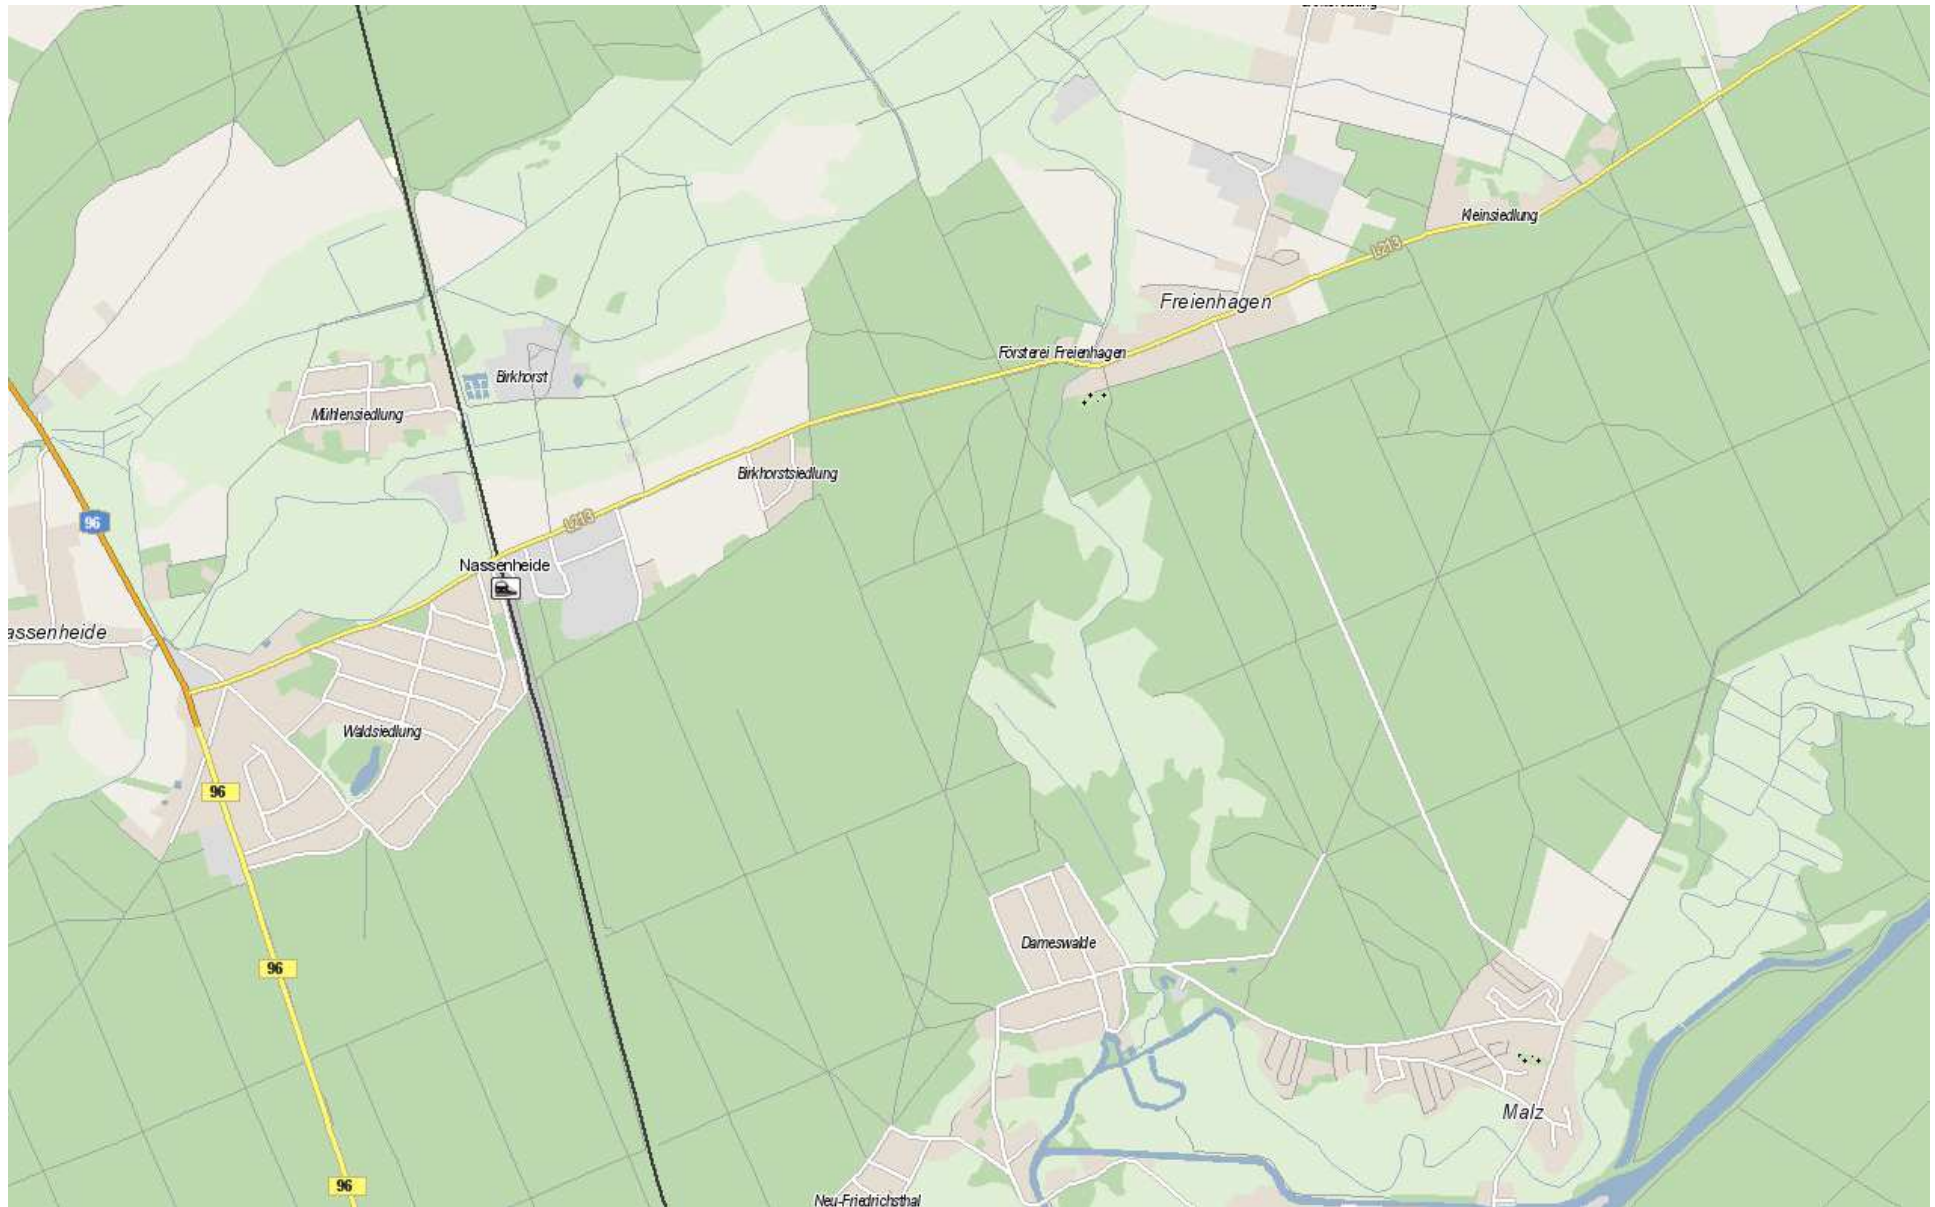 Kleinsiedlung
L213
Freienhagen
Försterei Freienhagen
Birkhorst
Mühlensiedlung
Birkhorstsiedlung
96
L213
Nassenheide
assenheide
Waldsiedlung
96
Dameswalde
96
Malz
96
Neu-Friedrichsthal